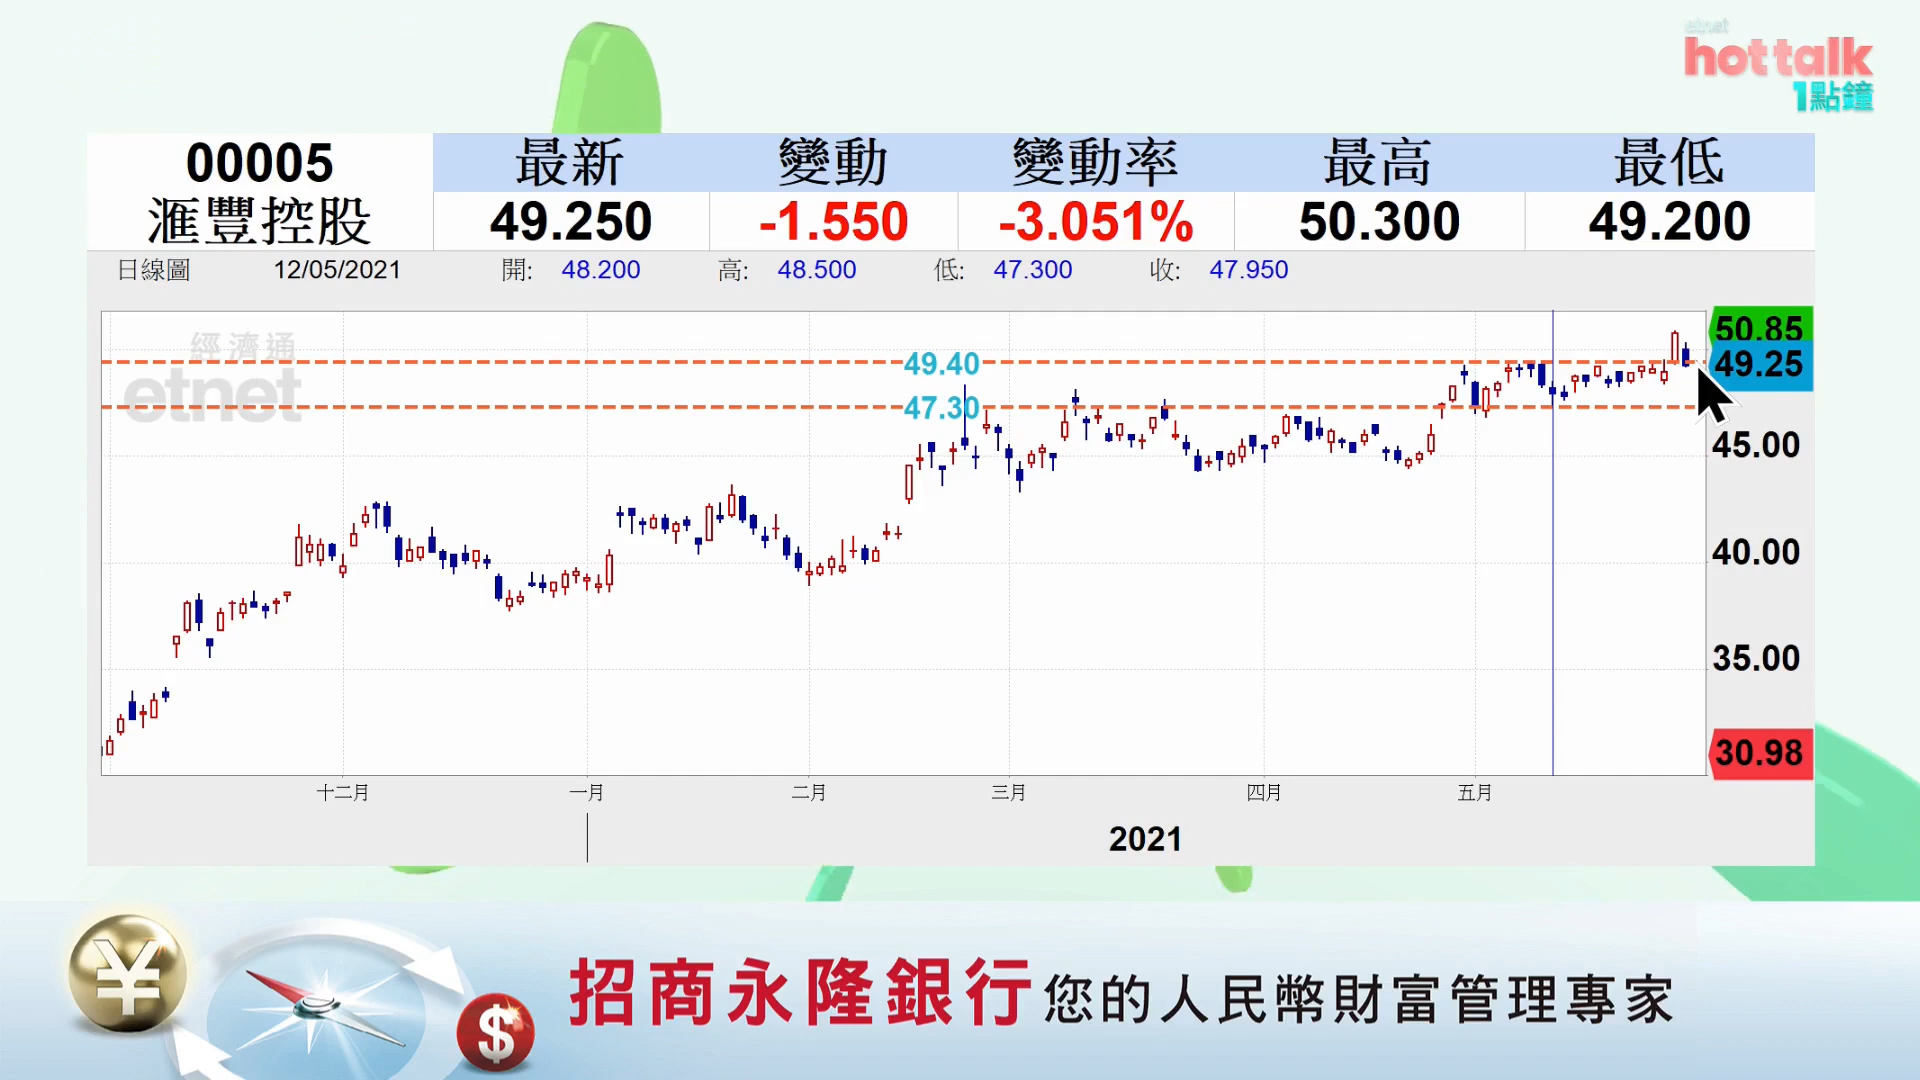 etnet
hot talk
1點鐘
00005 最新 變動 變動率 最高 最低
滙豐控股 49.250 -1.550 -3.051% 50.300 49.200
日線圖 12/05/2021 開: 48.200 高: 48.500 低: 47.300 收: 47.950
50.85
經濟通
49.40
49.25
etnet
47.30
45.00
40.00
35.00
30.98
十二月 一月 二月 三月 四月 五月
2021
¥
$
招商永隆銀行 您的人民幣財富管理專家